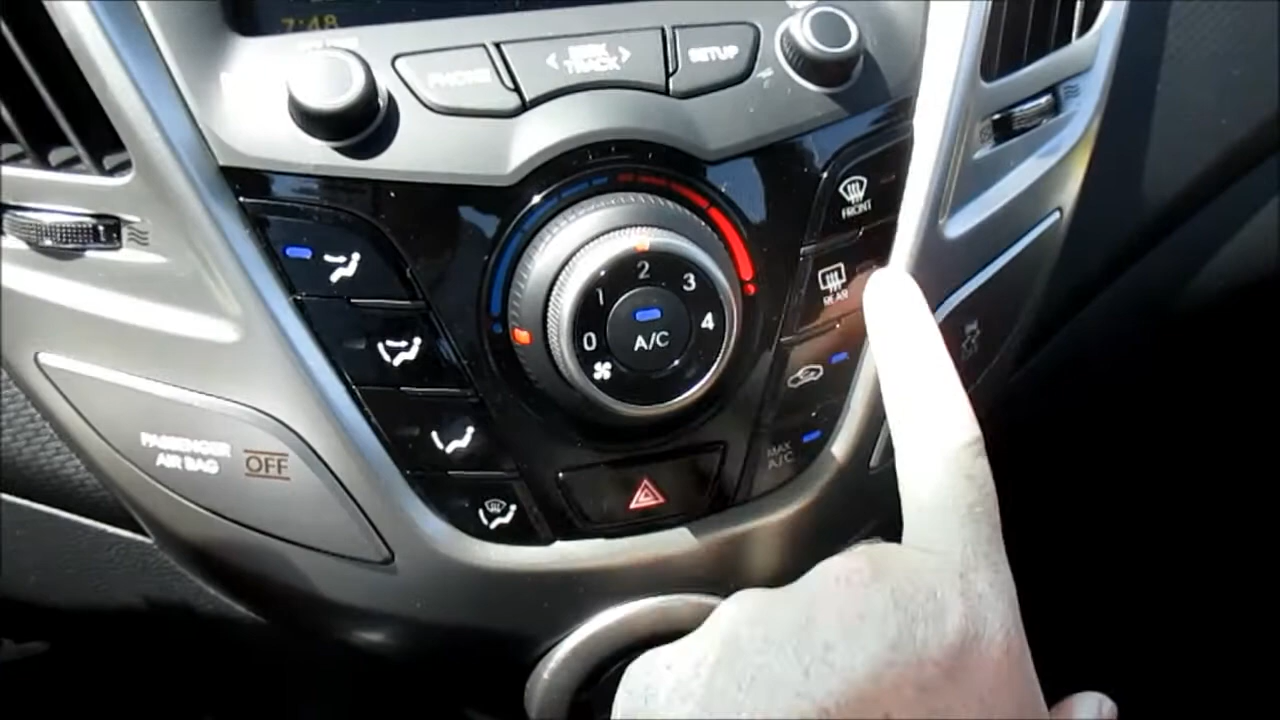 7:48
PHONE
SEEK
TRACK
SETUP
FRONT
REAR
2
1
3
0
4
A/C
MAX
A/C
PASSENGER
AIR BAG
OFF